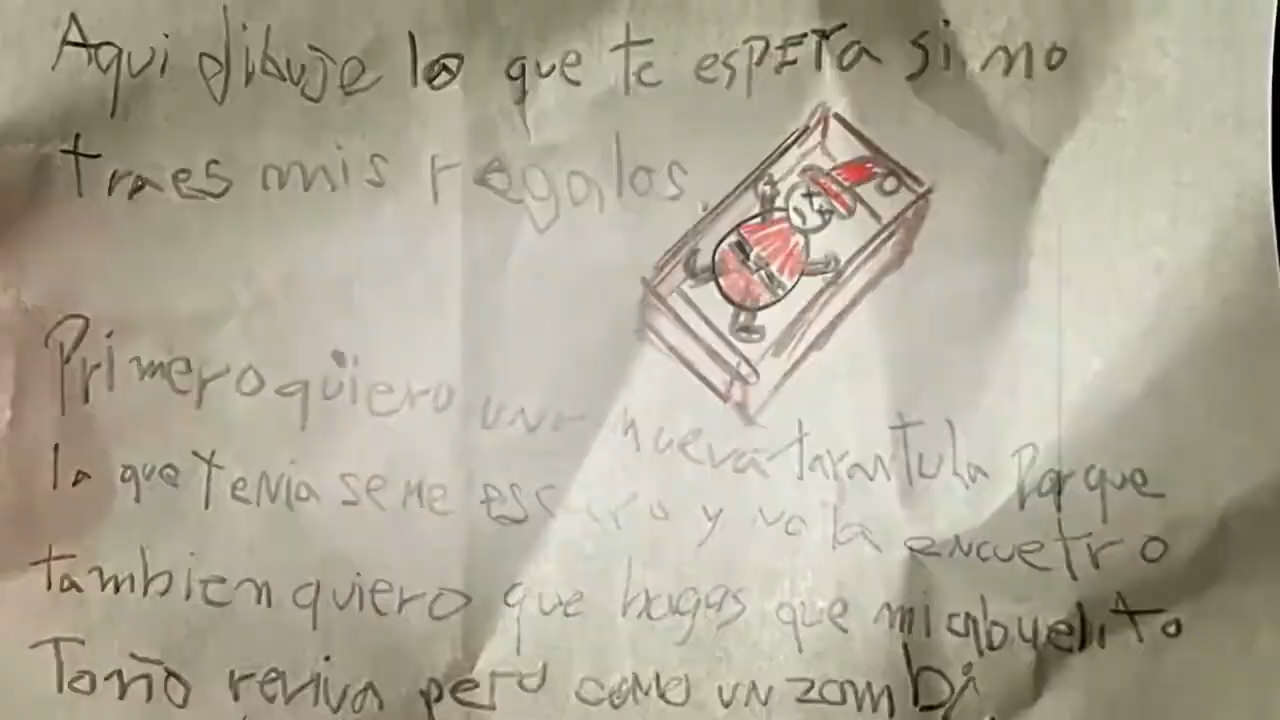 Aqui dibuje lo que te espera si no
traes mis regalos.
Primero quiero una nueva tarantula Porque
la que tenia se me escapo y no la encuetro
tambien quiero que hagas que mi abuelito
Toño reviva pero como un zombi